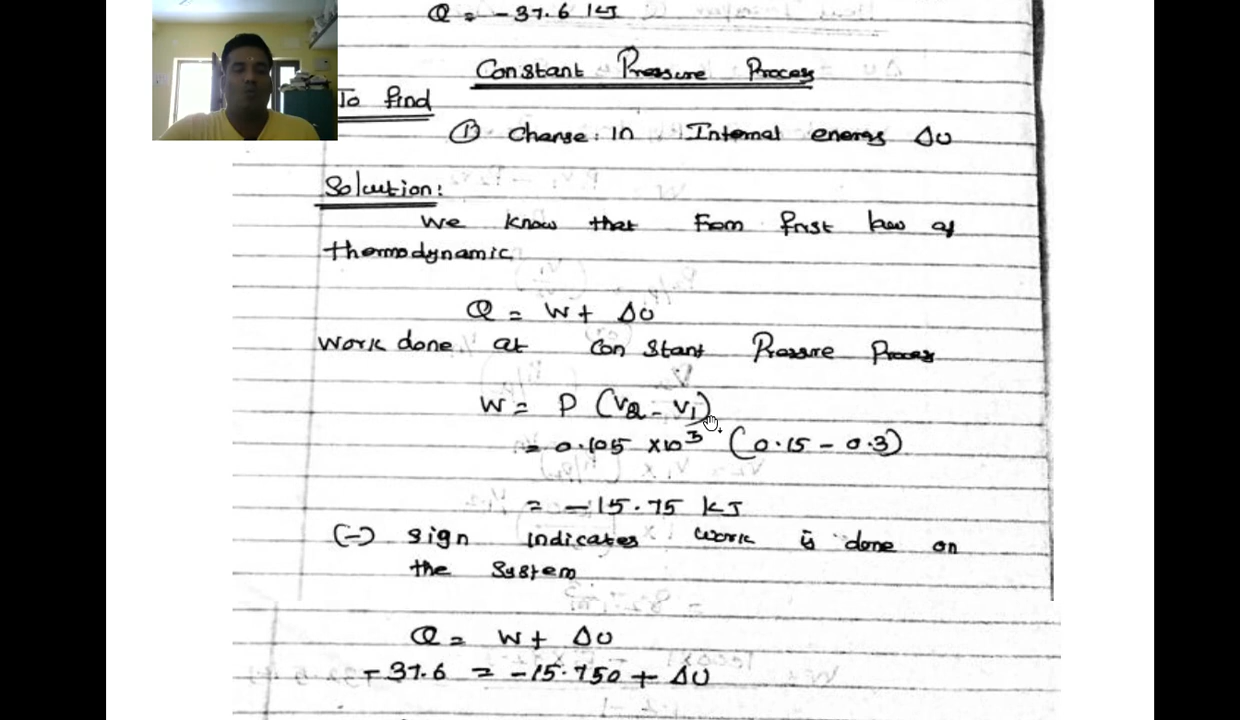 Q = -37.6 kJ
Constant Pressure Process
To find
① Change in Internal energy ΔU
Solution:
We know that From first law of
thermodynamic
Q = W + ΔU
Work done at Constant Pressure Process
W = P (V2 - V1)
= 0.105 ×10³ (0.15 - 0.3)
= -15.75 kJ
(-) sign indicates work is done on
the System
Q = W + ΔU
-37.6 = -15.750 + ΔU